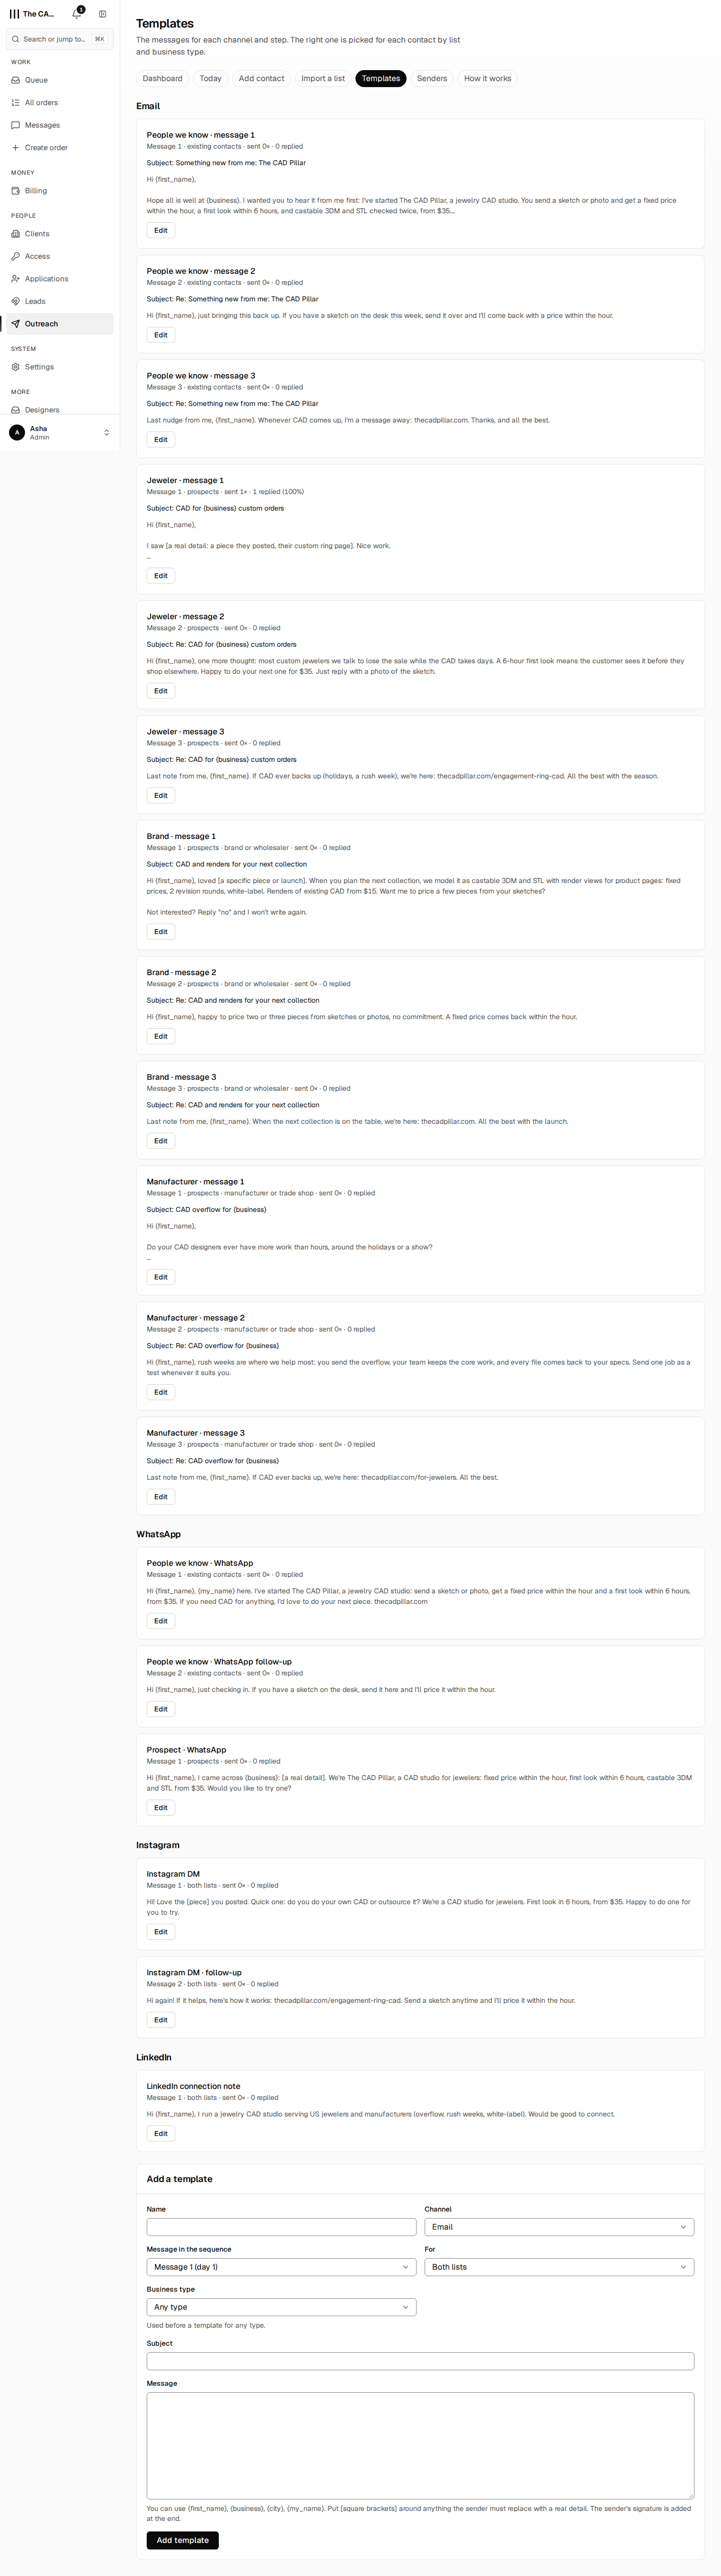 The CA...
1
Search or jump to... ⌘K
WORK
Queue
All orders
Messages
Create order
MONEY
Billing
PEOPLE
Clients
Access
Applications
Leads
Outreach
SYSTEM
Settings
MORE
Designers
A
Asha
Admin
Templates
The messages for each channel and step. The right one is picked for each contact by list
and business type.
Dashboard Today Add contact Import a list Templates Senders How it works
Email
People we know · message 1
Message 1 · existing contacts · sent 0× · 0 replied
Subject: Something new from me: The CAD Pillar
Hi {first_name},
Hope all is well at {business}. I wanted you to hear it from me first: I've started The CAD Pillar, a jewelry CAD studio. You send a sketch or photo and get a fixed price
within the hour, a first look within 6 hours, and castable 3DM and STL checked twice, from $35.…
Edit
People we know · message 2
Message 2 · existing contacts · sent 0× · 0 replied
Subject: Re: Something new from me: The CAD Pillar
Hi {first_name}, just bringing this back up. If you have a sketch on the desk this week, send it over and I'll come back with a price within the hour.
Edit
People we know · message 3
Message 3 · existing contacts · sent 0× · 0 replied
Subject: Re: Something new from me: The CAD Pillar
Last nudge from me, {first_name}. Whenever CAD comes up, I'm a message away: thecadpillar.com. Thanks, and all the best.
Edit
Jeweler · message 1
Message 1 · prospects · sent 1× · 1 replied (100%)
Subject: CAD for {business} custom orders
Hi {first_name},
I saw [a real detail: a piece they posted, their custom ring page]. Nice work.
…
Edit
Jeweler · message 2
Message 2 · prospects · sent 0× · 0 replied
Subject: Re: CAD for {business} custom orders
Hi {first_name}, one more thought: most custom jewelers we talk to lose the sale while the CAD takes days. A 6-hour first look means the customer sees it before they
shop elsewhere. Happy to do your next one for $35. Just reply with a photo of the sketch.
Edit
Jeweler · message 3
Message 3 · prospects · sent 0× · 0 replied
Subject: Re: CAD for {business} custom orders
Last note from me, {first_name}. If CAD ever backs up (holidays, a rush week), we're here: thecadpillar.com/engagement-ring-cad. All the best with the season.
Edit
Brand · message 1
Message 1 · prospects · brand or wholesaler · sent 0× · 0 replied
Subject: CAD and renders for your next collection
Hi {first_name}, loved [a specific piece or launch]. When you plan the next collection, we model it as castable 3DM and STL with render views for product pages: fixed
prices, 2 revision rounds, white-label. Renders of existing CAD from $15. Want me to price a few pieces from your sketches?
Not interested? Reply "no" and I won't write again.
Edit
Brand · message 2
Message 2 · prospects · brand or wholesaler · sent 0× · 0 replied
Subject: Re: CAD and renders for your next collection
Hi {first_name}, happy to price two or three pieces from sketches or photos, no commitment. A fixed price comes back within the hour.
Edit
Brand · message 3
Message 3 · prospects · brand or wholesaler · sent 0× · 0 replied
Subject: Re: CAD and renders for your next collection
Last note from me, {first_name}. When the next collection is on the table, we're here: thecadpillar.com. All the best with the launch.
Edit
Manufacturer · message 1
Message 1 · prospects · manufacturer or trade shop · sent 0× · 0 replied
Subject: CAD overflow for {business}
Hi {first_name},
Do your CAD designers ever have more work than hours, around the holidays or a show?
…
Edit
Manufacturer · message 2
Message 2 · prospects · manufacturer or trade shop · sent 0× · 0 replied
Subject: Re: CAD overflow for {business}
Hi {first_name}, rush weeks are where we help most: you send the overflow, your team keeps the core work, and every file comes back to your specs. Send one job as a
test whenever it suits you.
Edit
Manufacturer · message 3
Message 3 · prospects · manufacturer or trade shop · sent 0× · 0 replied
Subject: Re: CAD overflow for {business}
Last note from me, {first_name}. If CAD ever backs up, we're here: thecadpillar.com/for-jewelers. All the best.
Edit
WhatsApp
People we know · WhatsApp
Message 1 · existing contacts · sent 0× · 0 replied
Hi {first_name}, {my_name} here. I've started The CAD Pillar, a jewelry CAD studio: send a sketch or photo, get a fixed price within the hour and a first look within 6 hours,
from $35. If you need CAD for anything, I'd love to do your next piece. thecadpillar.com
Edit
People we know · WhatsApp follow-up
Message 2 · existing contacts · sent 0× · 0 replied
Hi {first_name}, just checking in. If you have a sketch on the desk, send it here and I'll price it within the hour.
Edit
Prospect · WhatsApp
Message 1 · prospects · sent 0× · 0 replied
Hi {first_name}, I came across {business}: [a real detail]. We're The CAD Pillar, a CAD studio for jewelers: fixed price within the hour, first look within 6 hours, castable 3DM
and STL from $35. Would you like to try one?
Edit
Instagram
Instagram DM
Message 1 · both lists · sent 0× · 0 replied
Hi! Love the [piece] you posted. Quick one: do you do your own CAD or outsource it? We're a CAD studio for jewelers. First look in 6 hours, from $35. Happy to do one for
you to try.
Edit
Instagram DM · follow-up
Message 2 · both lists · sent 0× · 0 replied
Hi again! If it helps, here's how it works: thecadpillar.com/engagement-ring-cad. Send a sketch anytime and I'll price it within the hour.
Edit
LinkedIn
LinkedIn connection note
Message 1 · both lists · sent 0× · 0 replied
Hi {first_name}, I run a jewelry CAD studio serving US jewelers and manufacturers (overflow, rush weeks, white-label). Would be good to connect.
Edit
Add a template
Name Channel
Email
Message in the sequence For
Message 1 (day 1) Both lists
Business type
Any type
Used before a template for any type.
Subject
Message
You can use {first_name}, {business}, {city}, {my_name}. Put [square brackets] around anything the sender must replace with a real detail. The sender's signature is added
at the end.
Add template